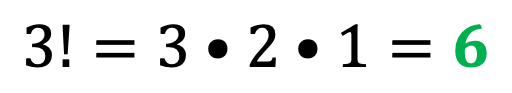 3! = 3 • 2 • 1 = 6